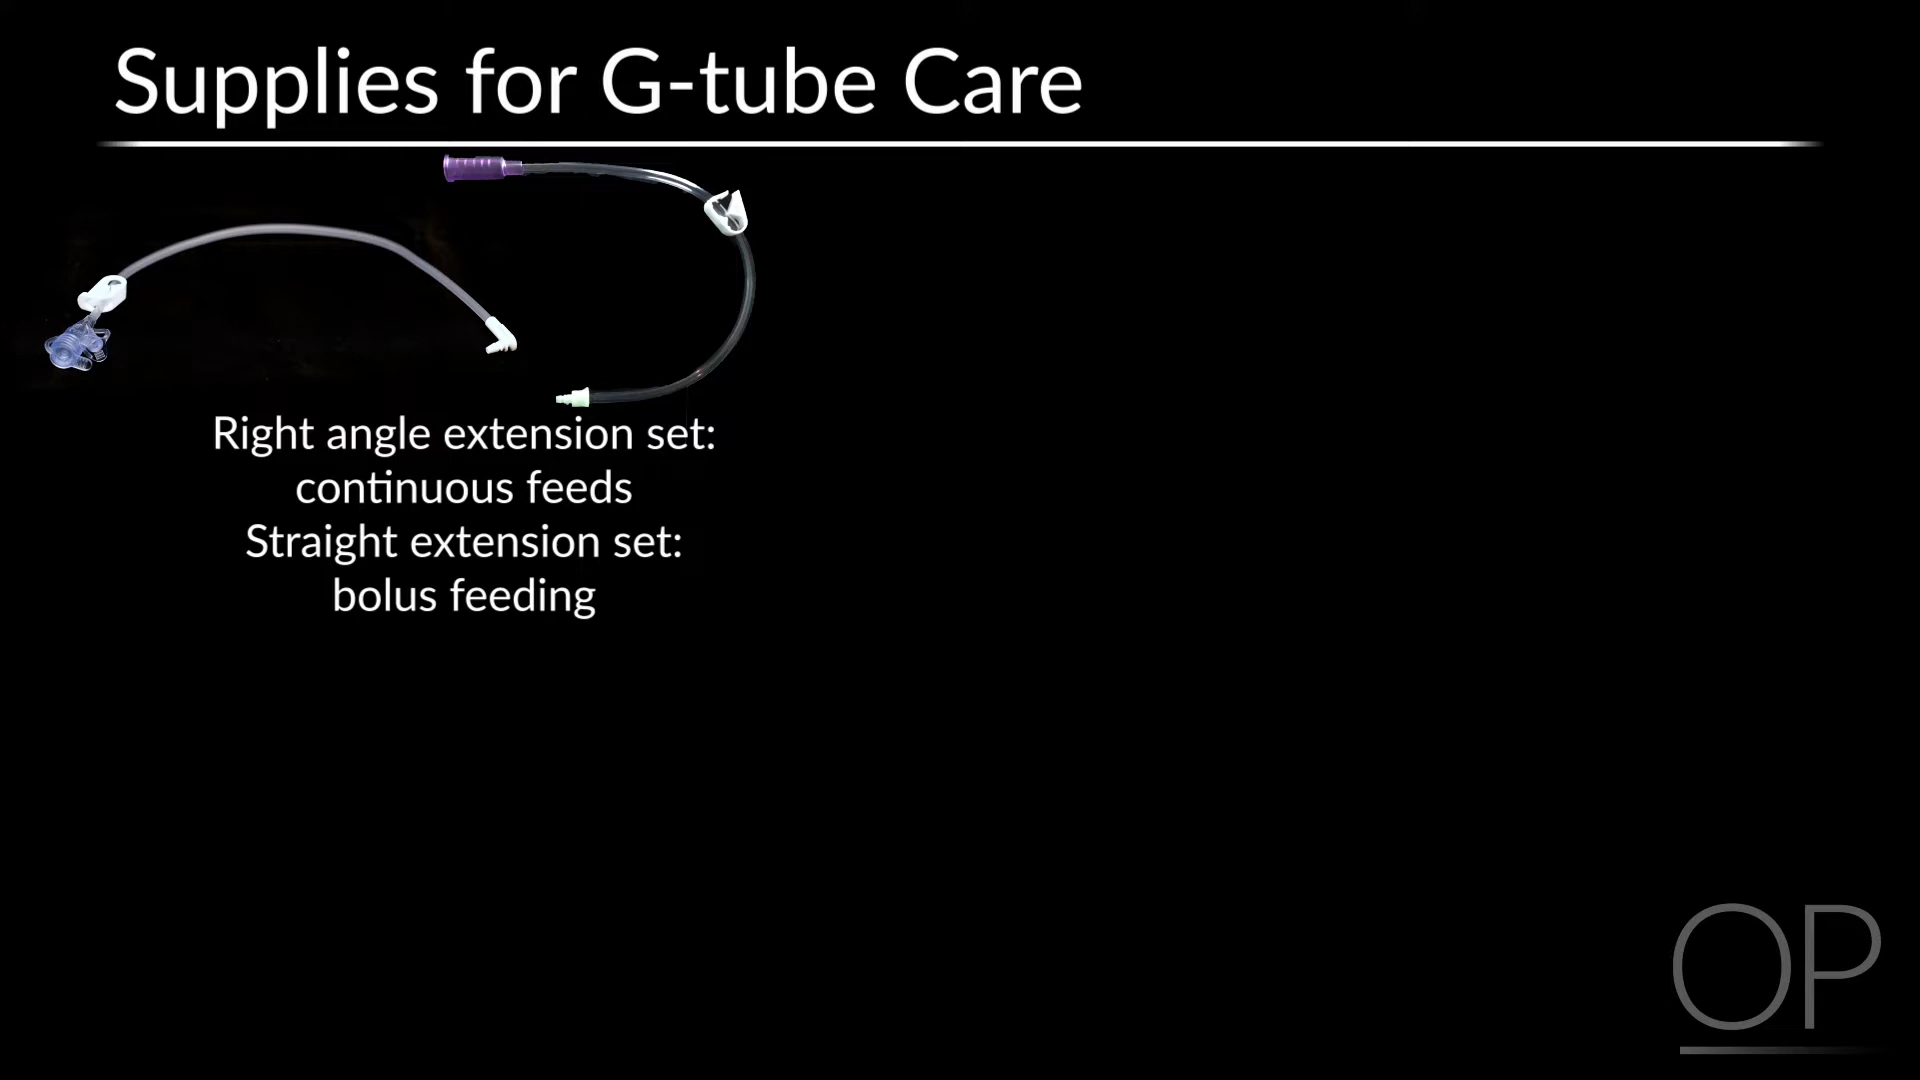 Supplies for G-tube Care
Right angle extension set:
continuous feeds
Straight extension set:
bolus feeding
OP